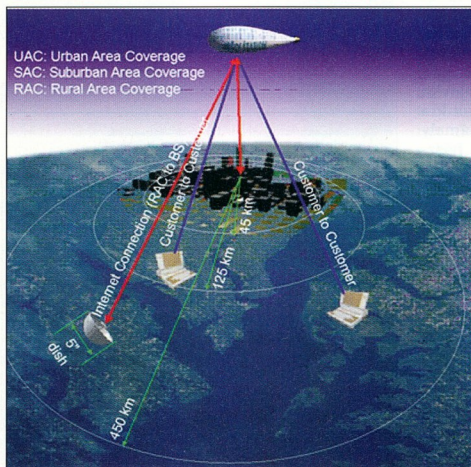 UAC: Urban Area Coverage
SAC: Suburban Area Coverage
RAC: Rural Area Coverage
Internet Connection (RAC to BS)
Customer to Customer
Customer to Customer
45 km
125 km
5"
dish
450 km